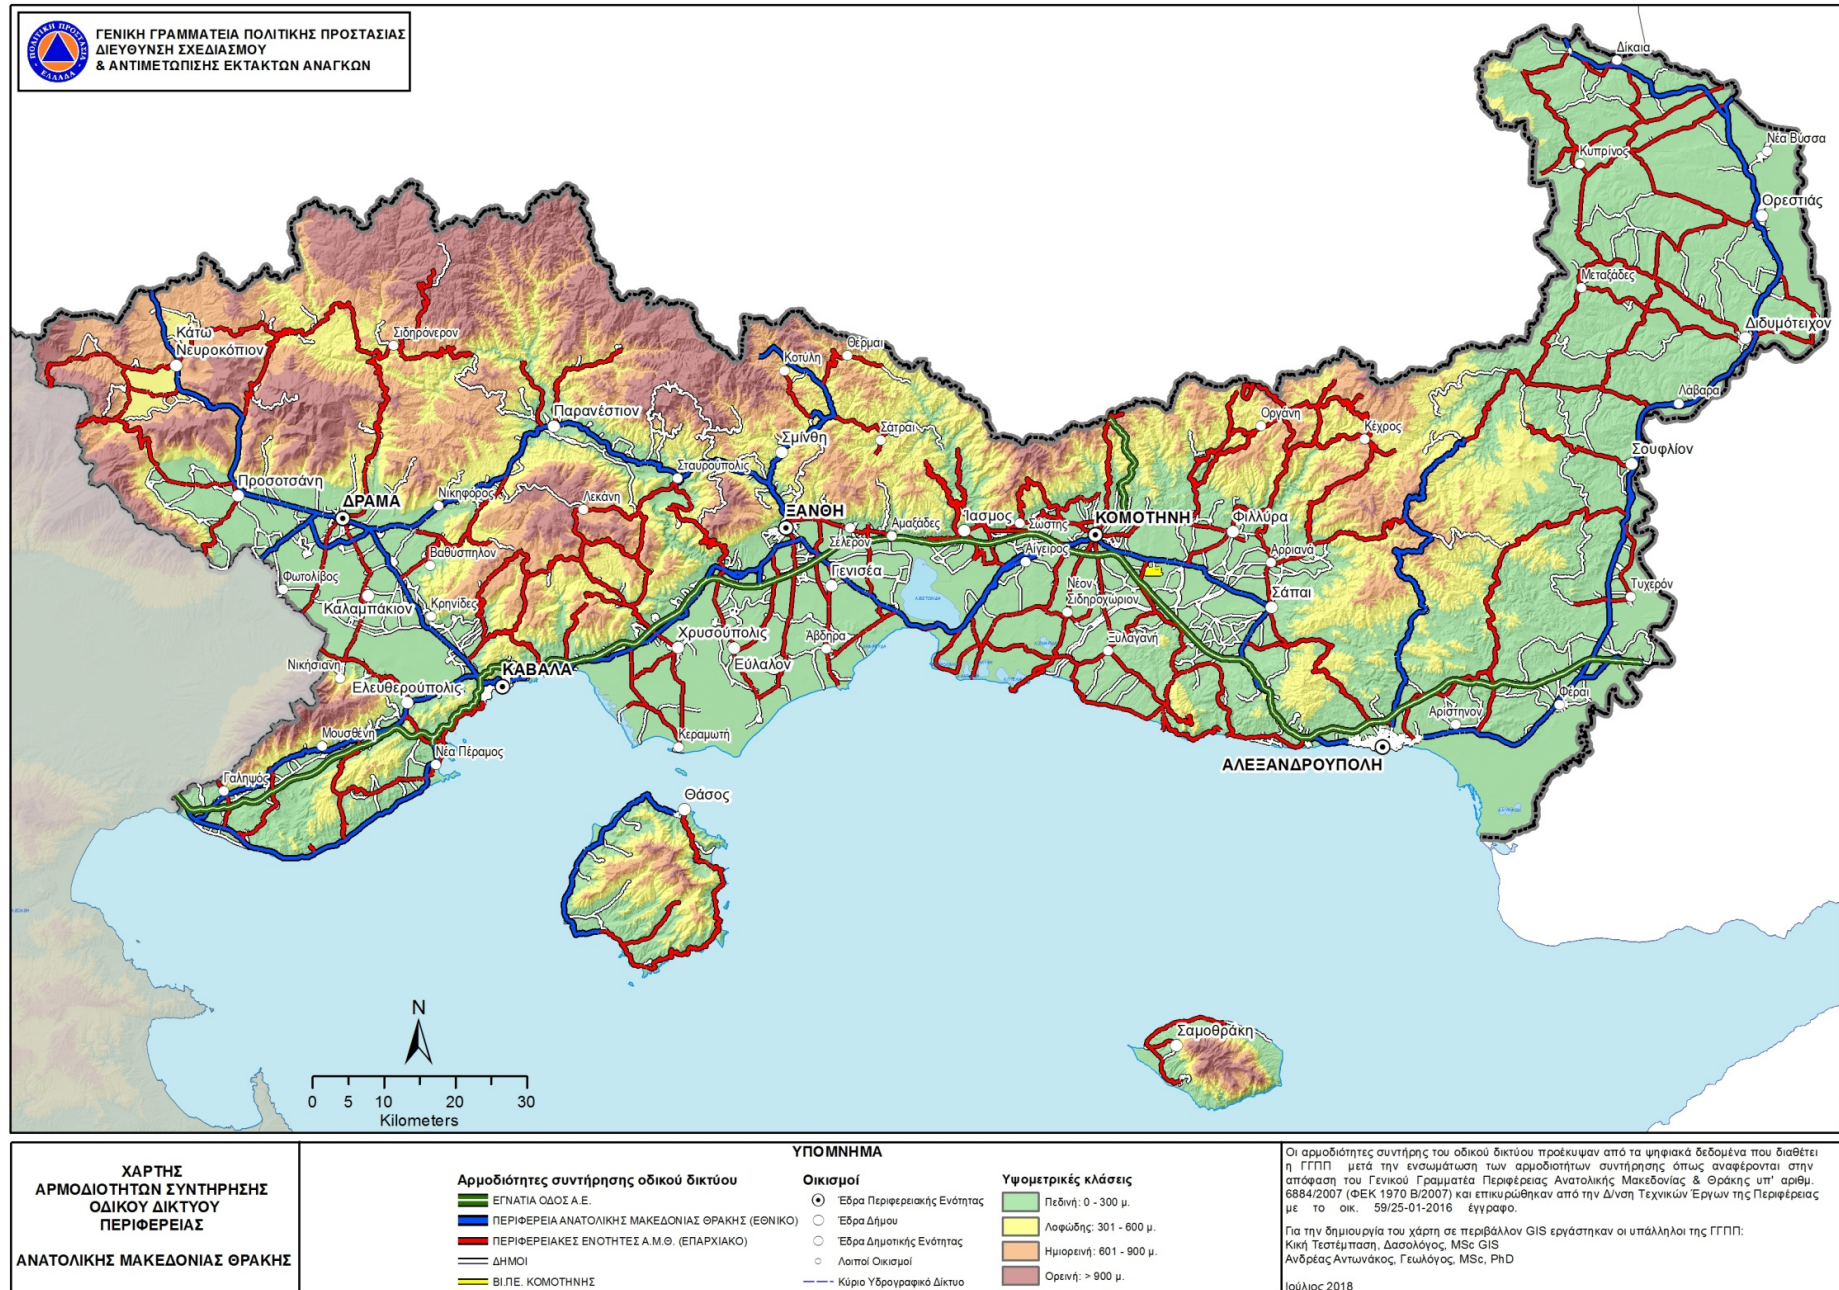 ΓΕΝΙΚΗ ΓΡΑΜΜΑΤΕΙΑ ΠΟΛΙΤΙΚΗΣ ΠΡΟΣΤΑΣΙΑΣ
ΔΙΕΥΘΥΝΣΗ ΣΧΕΔΙΑΣΜΟΥ
& ΑΝΤΙΜΕΤΩΠΙΣΗΣ ΕΚΤΑΚΤΩΝ ΑΝΑΓΚΩΝ
ΠΟΛΙΤΙΚΗ ΠΡΟΣΤΑΣΙΑ
ΕΛΛΑΔΑ
Δίκαια
Νέα Βύσσα
Κυπρίνος
Ορεστιάς
Μεταξάδες
Διδυμότειχον
Λάβαρα
Σουφλίον
Τυχερόν
Φέραι
Αρίστηνον
ΑΛΕΞΑΝΔΡΟΥΠΟΛΗ
Κάτω
Νευροκόπιον
Σιδηρόνερον
Παρανέστιον
Προσοτσάνη
ΔΡΑΜΑ
Νικηφόρος
Λεκάνη
Σταυρούπολις
Κοτύλη
Θέρμαι
Σμίνθη
Σάτραι
ΞΑΝΘΗ
Σέλερον
Αμαξάδες
Ίασμος
Σώστης
Αίγειρος
ΚΟΜΟΤΗΝΗ
Οργάνη
Κέχρος
Φιλλύρα
Αρριανά
Σάπαι
Νέον
Σιδηροχώριον
Ξυλαγανή
Γενισέα
Άβδηρα
Βαθύσπηλον
Φωτολίβος
Καλαμπάκιον
Κρηνίδες
Χρυσούπολις
Εύλαλον
Νικήσιανη
ΚΑΒΑΛΑ
Ελευθερούπολις
Μουσθένη
Νέα Πέραμος
Κεραμωτή
Γαληψός
Θάσος
Σαμοθράκη
N
0 5 10 20 30
Kilometers
ΧΑΡΤΗΣ
ΑΡΜΟΔΙΟΤΗΤΩΝ ΣΥΝΤΗΡΗΣΗΣ
ΟΔΙΚΟΥ ΔΙΚΤΥΟΥ
ΠΕΡΙΦΕΡΕΙΑΣ
ΑΝΑΤΟΛΙΚΗΣ ΜΑΚΕΔΟΝΙΑΣ ΘΡΑΚΗΣ
ΥΠΟΜΝΗΜΑ
Αρμοδιότητες συντήρησης οδικού δικτύου
ΕΓΝΑΤΙΑ ΟΔΟΣ Α.Ε.
ΠΕΡΙΦΕΡΕΙΑ ΑΝΑΤΟΛΙΚΗΣ ΜΑΚΕΔΟΝΙΑΣ ΘΡΑΚΗΣ (ΕΘΝΙΚΟ)
ΠΕΡΙΦΕΡΕΙΑΚΕΣ ΕΝΟΤΗΤΕΣ Α.Μ.Θ. (ΕΠΑΡΧΙΑΚΟ)
ΔΗΜΟΙ
ΒΙ.ΠΕ. ΚΟΜΟΤΗΝΗΣ
Οικισμοί
Έδρα Περιφερειακής Ενότητας
Έδρα Δήμου
Έδρα Δημοτικής Ενότητας
Λοιποί Οικισμοί
Κύριο Υδρογραφικό Δίκτυο
Υψομετρικές κλάσεις
Πεδινή: 0 - 300 μ.
Λοφώδης: 301 - 600 μ.
Ημιορεινή: 601 - 900 μ.
Ορεινή: > 900 μ.
Οι αρμοδιότητες συντήρης του οδικού δικτύου προέκυψαν από τα ψηφιακά δεδομένα που διαθέτει
η ΓΓΠΠ μετά την ενσωμάτωση των αρμοδιοτήτων συντήρησης όπως αναφέρονται στην
απόφαση του Γενικού Γραμματέα Περιφέρειας Ανατολικής Μακεδονίας & Θράκης υπ' αριθμ.
6884/2007 (ΦΕΚ 1970 Β/2007) και επικυρώθηκαν από την Δ/νση Τεχνικών Έργων της Περιφέρειας
με το οικ. 59/25-01-2016 έγγραφο.
Για την δημιουργία του χάρτη σε περιβάλλον GIS εργάστηκαν οι υπάλληλοι της ΓΓΠΠ:
Κική Τεστέμπαση, Δασολόγος, MSc GIS
Ανδρέας Αντωνάκος, Γεωλόγος, MSc, PhD
Ιούλιος 2018